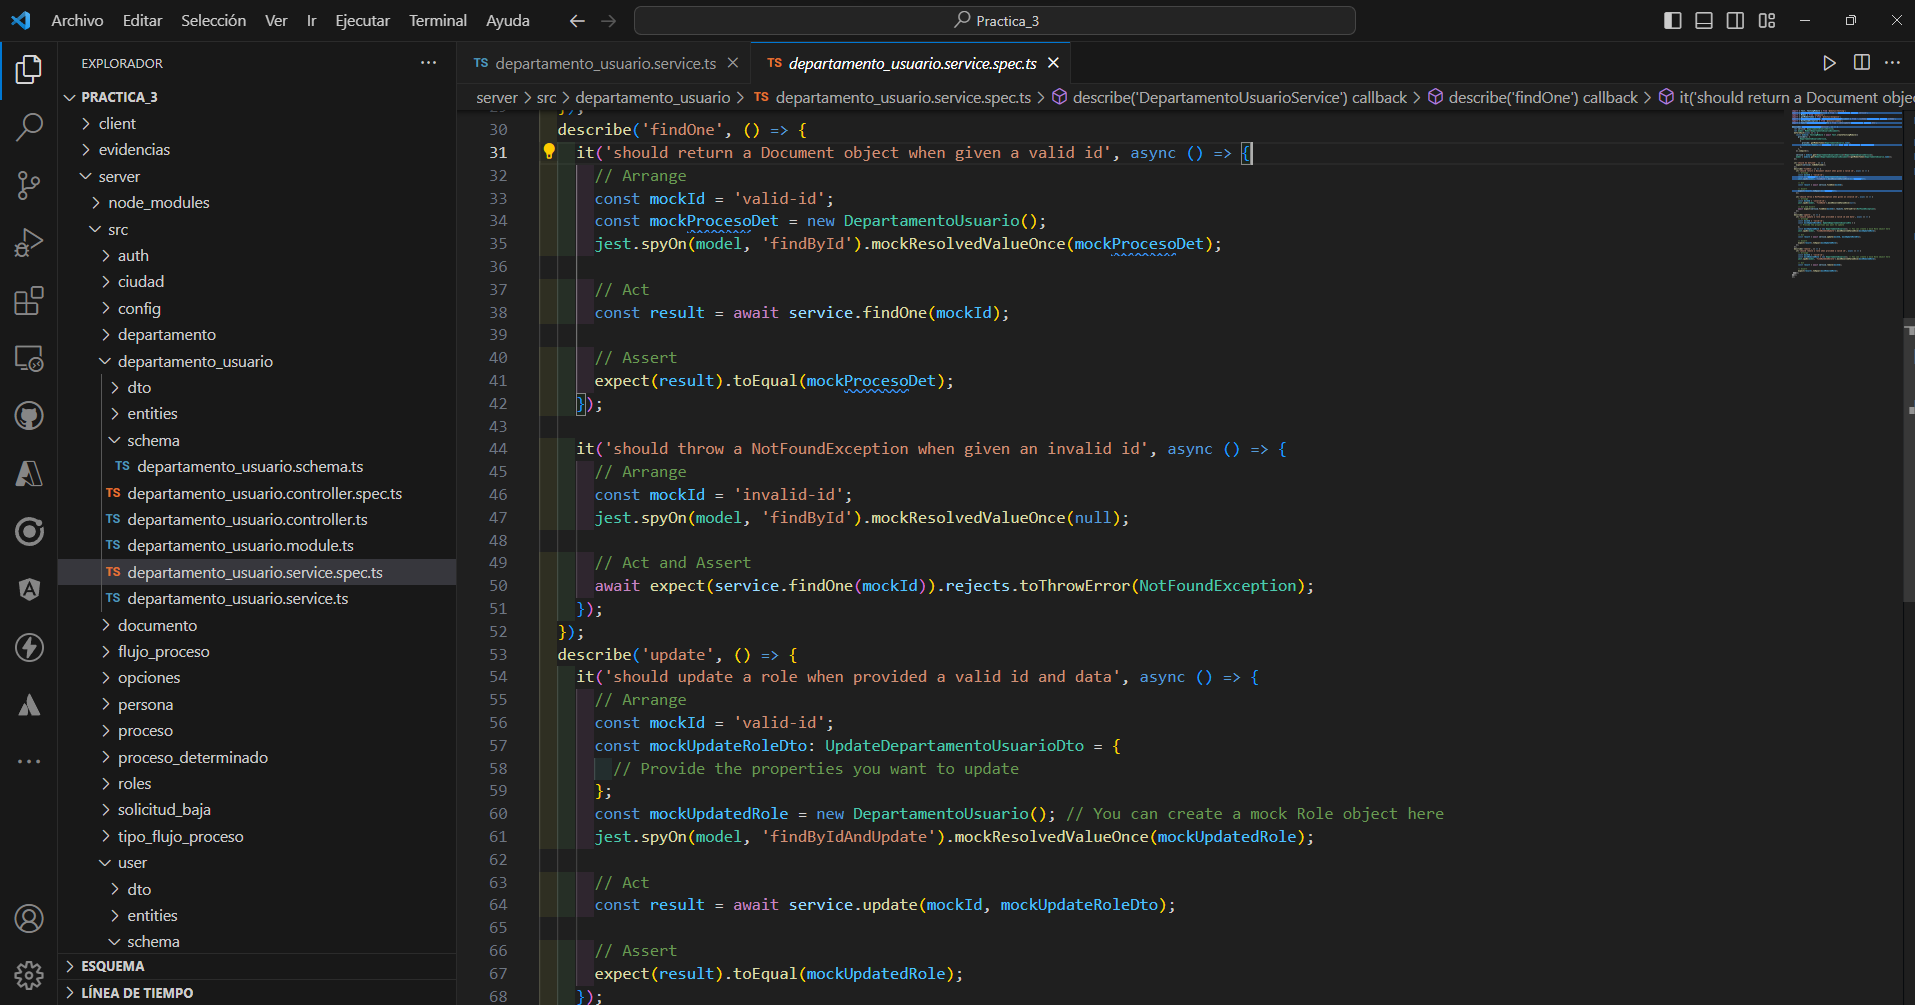 Archivo Editar Selección Ver Ir Ejecutar Terminal Ayuda
Practica_3
EXPLORADOR
PRACTICA_3
client
evidencias
server
node_modules
src
auth
ciudad
config
departamento
departamento_usuario
dto
entities
schema
TS departamento_usuario.schema.ts
TS departamento_usuario.controller.spec.ts
TS departamento_usuario.controller.ts
TS departamento_usuario.module.ts
TS departamento_usuario.service.spec.ts
TS departamento_usuario.service.ts
documento
flujo_proceso
opciones
persona
proceso
proceso_determinado
roles
solicitud_baja
tipo_flujo_proceso
user
dto
entities
schema
ESQUEMA
LÍNEA DE TIEMPO
TS departamento_usuario.service.ts
TS departamento_usuario.service.spec.ts
server > src > departamento_usuario > TS departamento_usuario.service.spec.ts > describe('DepartamentoUsuarioService') callback > describe('findOne') callback > it('should return a Document obje
30 describe('findOne', () => {
31 it('should return a Document object when given a valid id', async () => {
32 // Arrange
33 const mockId = 'valid-id';
34 const mockProcesoDet = new DepartamentoUsuario();
35 jest.spyOn(model, 'findById').mockResolvedValueOnce(mockProcesoDet);
36
37 // Act
38 const result = await service.findOne(mockId);
39
40 // Assert
41 expect(result).toEqual(mockProcesoDet);
42 });
43
44 it('should throw a NotFoundException when given an invalid id', async () => {
45 // Arrange
46 const mockId = 'invalid-id';
47 jest.spyOn(model, 'findById').mockResolvedValueOnce(null);
48
49 // Act and Assert
50 await expect(service.findOne(mockId)).rejects.toThrowError(NotFoundException);
51 });
52 });
53 describe('update', () => {
54 it('should update a role when provided a valid id and data', async () => {
55 // Arrange
56 const mockId = 'valid-id';
57 const mockUpdateRoleDto: UpdateDepartamentoUsuarioDto = {
58 // Provide the properties you want to update
59 };
60 const mockUpdatedRole = new DepartamentoUsuario(); // You can create a mock Role object here
61 jest.spyOn(model, 'findByIdAndUpdate').mockResolvedValueOnce(mockUpdatedRole);
62
63 // Act
64 const result = await service.update(mockId, mockUpdateRoleDto);
65
66 // Assert
67 expect(result).toEqual(mockUpdatedRole);
68 });